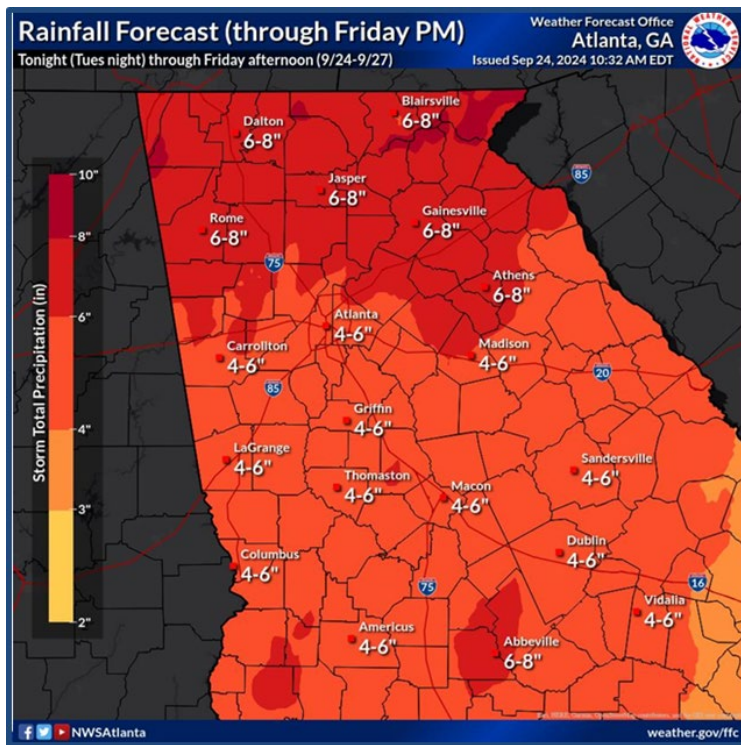 Rainfall Forecast (through Friday PM)
Tonight (Tues night) through Friday afternoon (9/24-9/27)
Weather Forecast Office
Atlanta, GA
Issued Sep 24, 2024 10:32 AM EDT
NATIONAL WEATHER SERVICE
Blairsville
6-8"
Dalton
6-8"
Jasper
6-8"
85
Rome
6-8"
Gainesville
6-8"
75
Athens
6-8"
Atlanta
4-6"
Carrollton
4-6"
Madison
4-6"
20
85
Griffin
4-6"
LaGrange
4-6"
Thomaston
4-6"
Macon
4-6"
Sandersville
4-6"
Columbus
4-6"
Dublin
4-6"
75
16
Vidalia
4-6"
Americus
4-6"
Abbeville
6-8"
Storm Total Precipitation (in)
10"
8"
6"
4"
3"
2"
NWSAtlanta
weather.gov/ffc